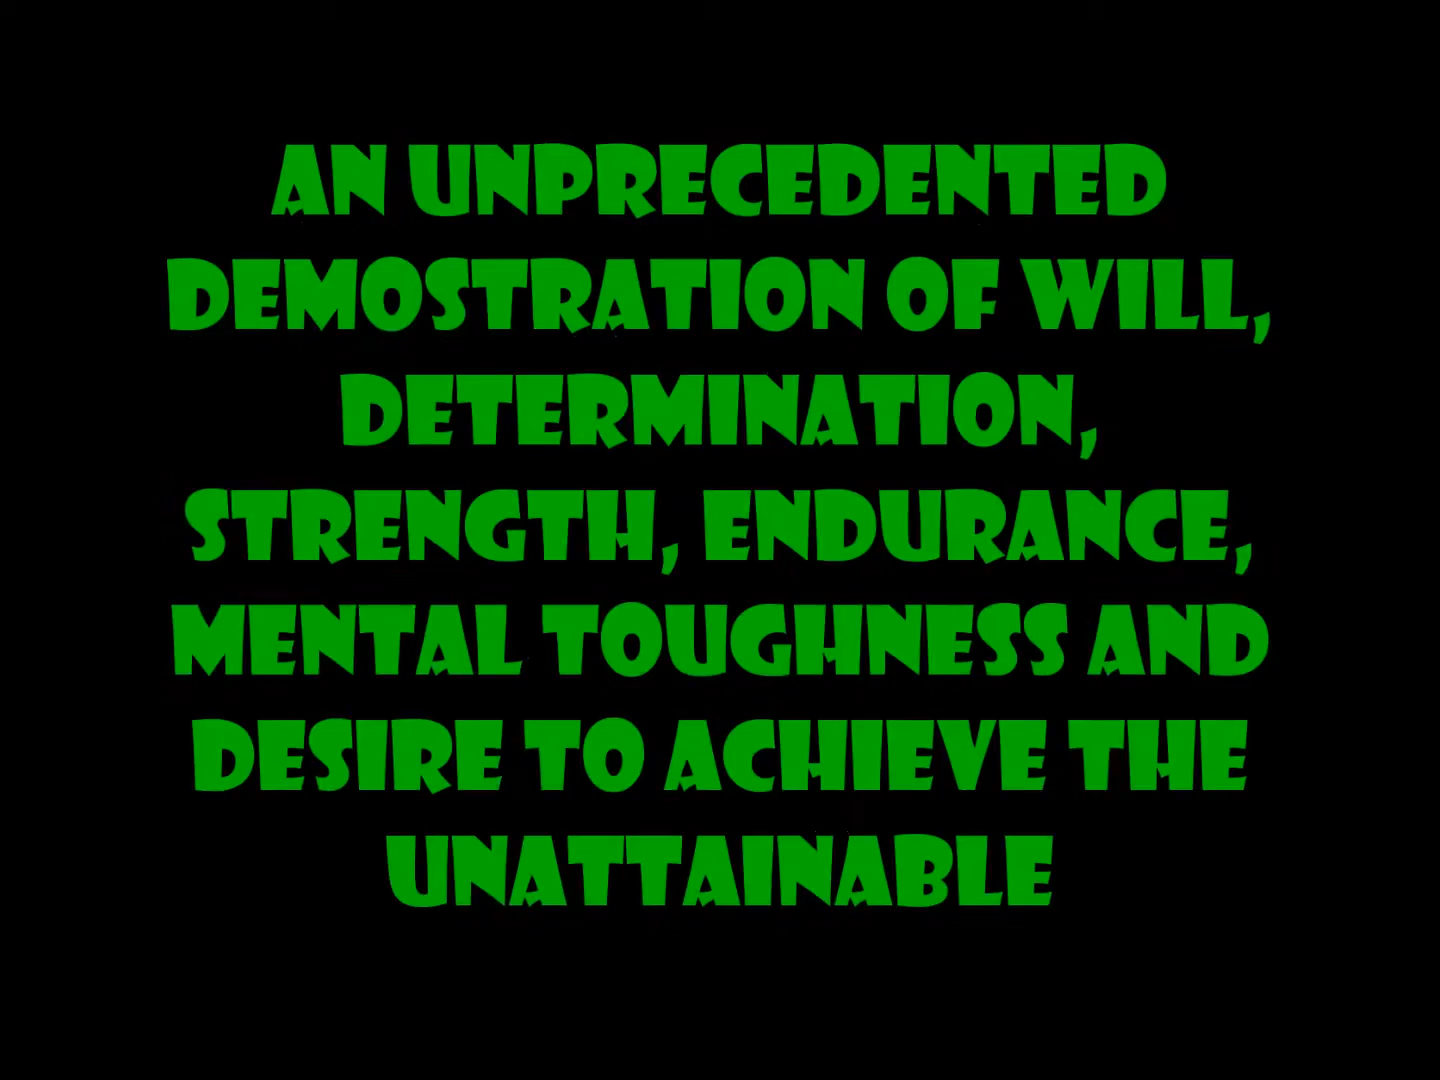 AN UNPRECEDENTED
DEMOSTRATION OF WILL,
DETERMINATION,
STRENGTH, ENDURANCE,
MENTAL TOUGHNESS AND
DESIRE TO ACHIEVE THE
UNATTAINABLE